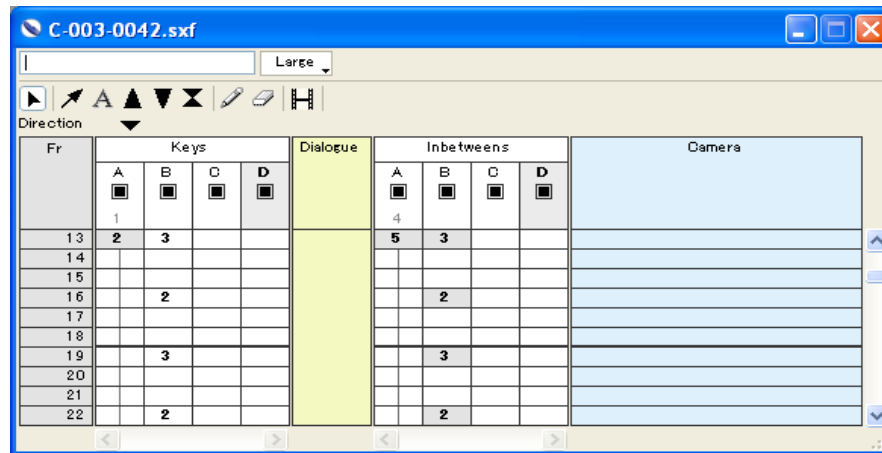 C-003-0042.sxf
Large
A
Direction
Fr Keys Dialogue Inbetweens Camera
A B C D A B C D
1 4
13 2 3 5 3
14
15
16 2 2
17
18
19 3 3
20
21
22 2 2